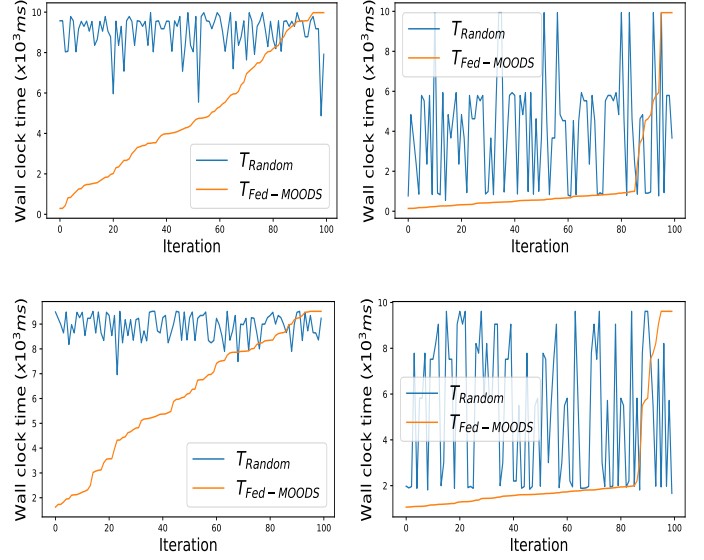 Wall clock time (x10³ms)
10
8
6
4
2
0
T_Random
T_Fed−MOODS
0 20 40 60 80 100
Iteration
Wall clock time (x10³ms)
10
8
6
4
2
0
T_Random
T_Fed−MOODS
0 20 40 60 80 100
Iteration
Wall clock time (x10³ms)
9
8
7
6
5
4
3
2
T_Random
T_Fed−MOODS
0 20 40 60 80 100
Iteration
Wall clock time (x10³ms)
10
8
6
4
2
T_Random
T_Fed−MOODS
0 20 40 60 80 100
Iteration